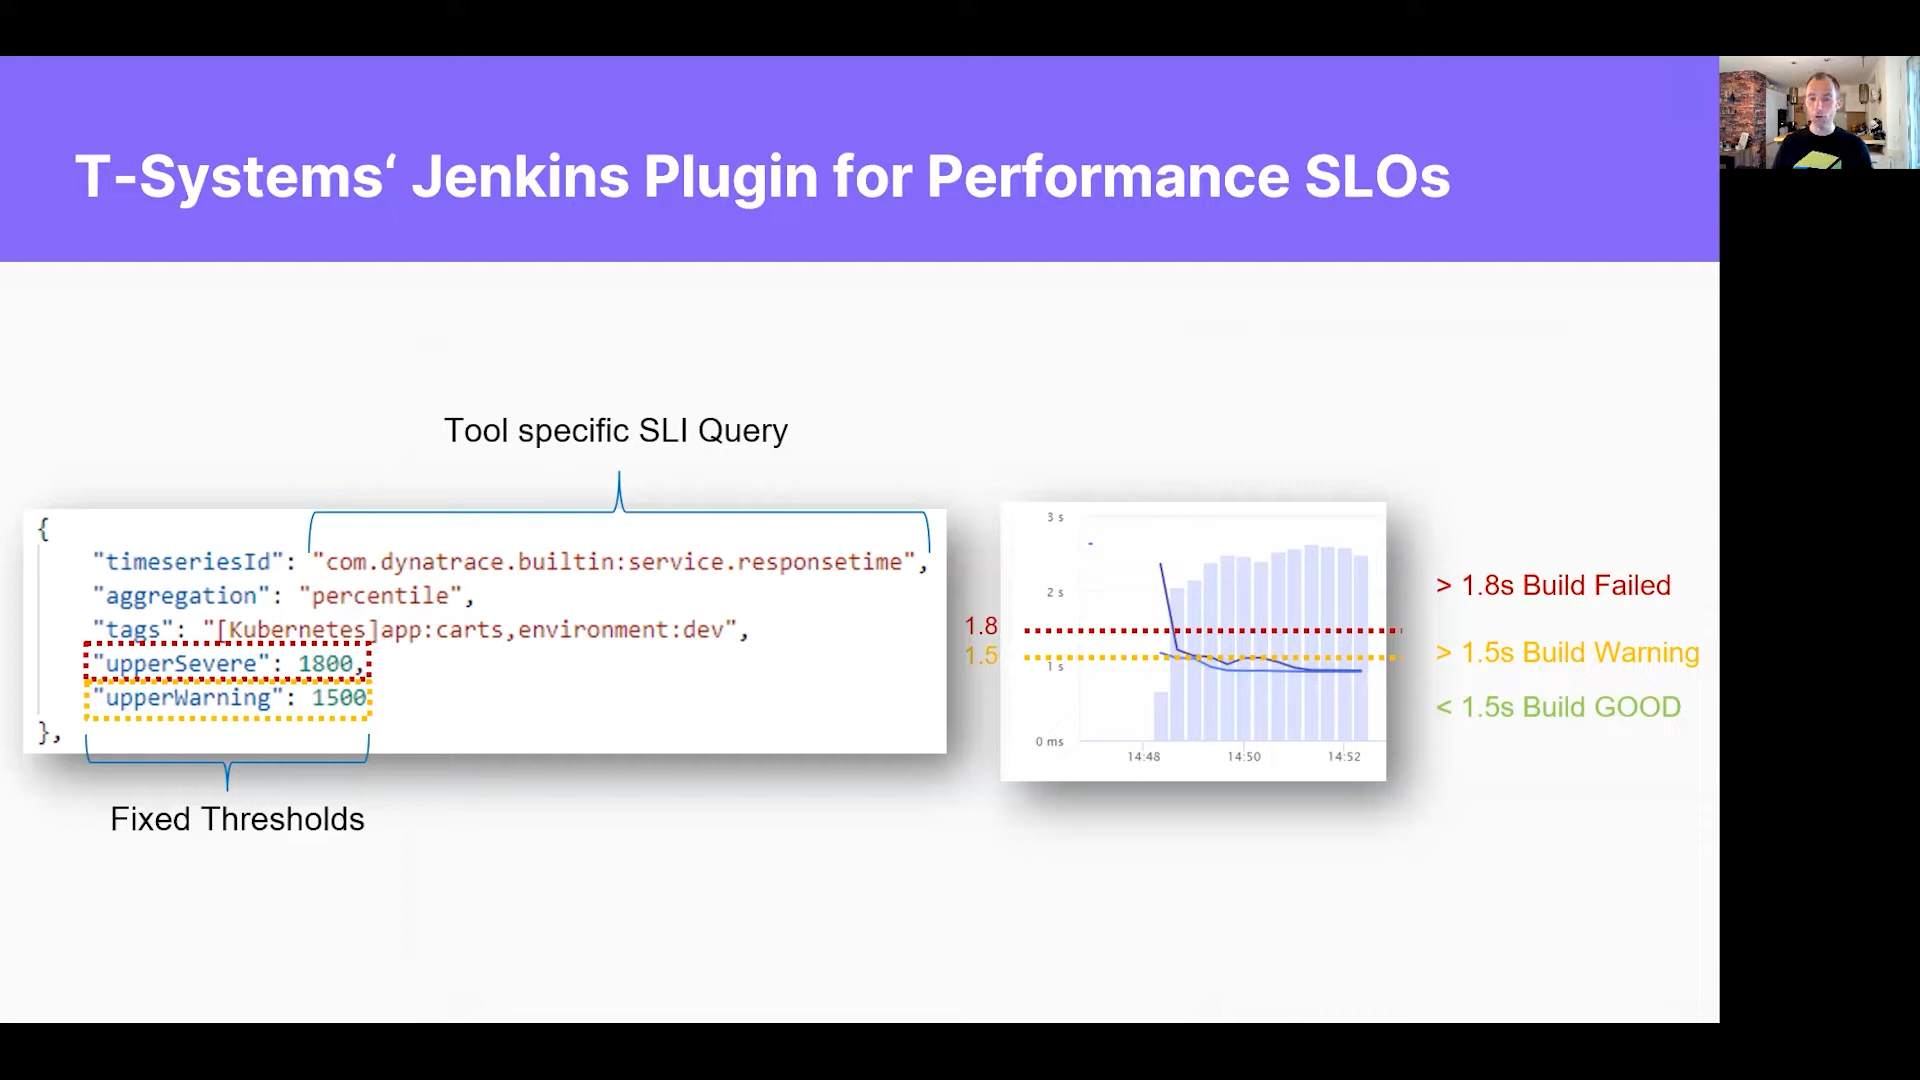 T-Systems‘ Jenkins Plugin for Performance SLOs
Tool specific SLI Query
{
"timeseriesId": "com.dynatrace.builtin:service.responsetime",
"aggregation": "percentile",
"tags": "[Kubernetes]app:carts,environment:dev",
"upperSevere": 1800,
"upperWarning": 1500
},
Fixed Thresholds
3 s
2 s
1.8
1.5
1 s
0 ms
14:48 14:50 14:52
> 1.8s Build Failed
> 1.5s Build Warning
< 1.5s Build GOOD